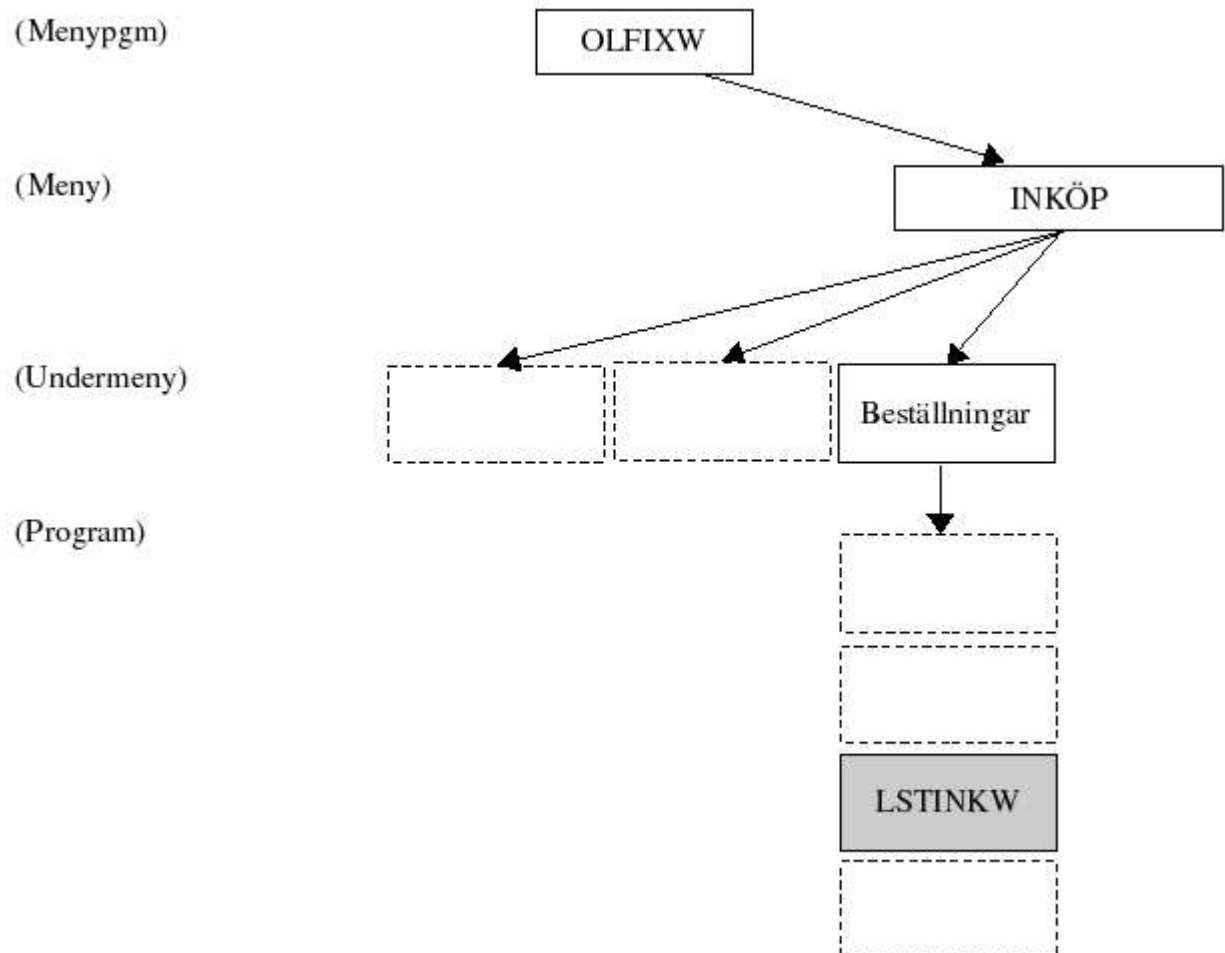 (Menypgm)
OLFIXW
(Meny)
INKÖP
(Undermeny)
Beställningar
(Program)
LSTINKW